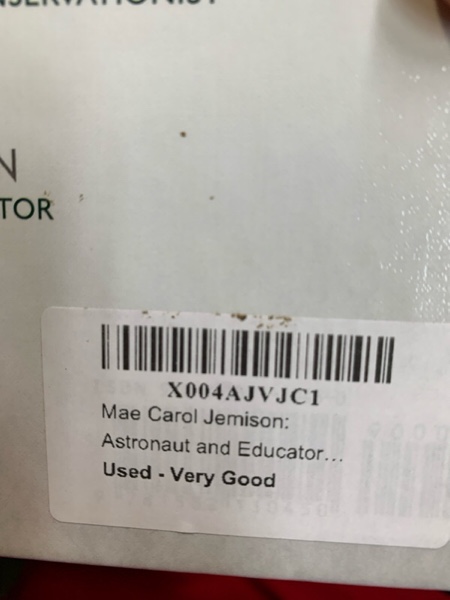 N
TOR
X004AJVJC1
Mae Carol Jemison:
Astronaut and Educator...
Used - Very Good